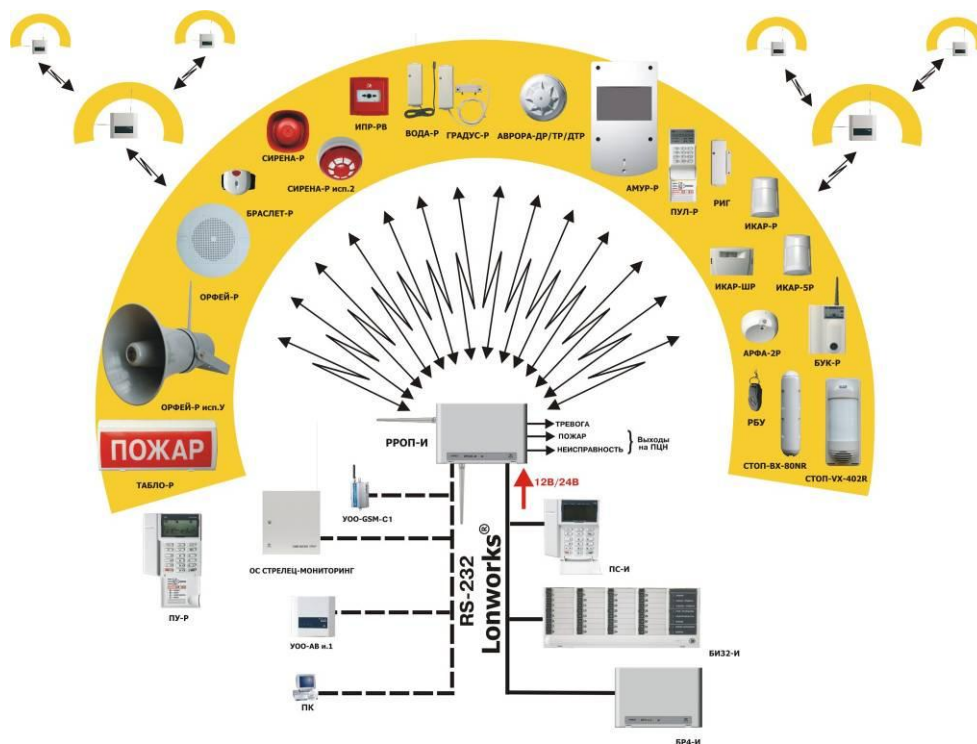 ИПР-РВ
ВОДА-Р
ГРАДУС-Р
АВРОРА-ДР/ТР/ДТР
СИРЕНА-Р
СИРЕНА-Р исп.2
АМУР-Р
ПУЛ-Р
РИГ
БРАСЛЕТ-Р
ИКАР-Р
ОРФЕЙ-Р
ИКАР-ШР
ИКАР-5Р
АРФА-2Р
БУК-Р
ОРФЕЙ-Р исп.У
РБУ
ПОЖАР
ТАБЛО-Р
СТОП-BX-80NR
СТОП-VX-402R
РРОП-И
ТРЕВОГА
ПОЖАР
НЕИСПРАВНОСТЬ
Выходы
на ПЦН
12В/24В
УОО-GSM-C1
ОС СТРЕЛЕЦ-МОНИТОРИНГ
RS-232
Lonworks®
ПС-И
ПУ-Р
УОО-АВ и.1
БИ32-И
ПК
БР4-И